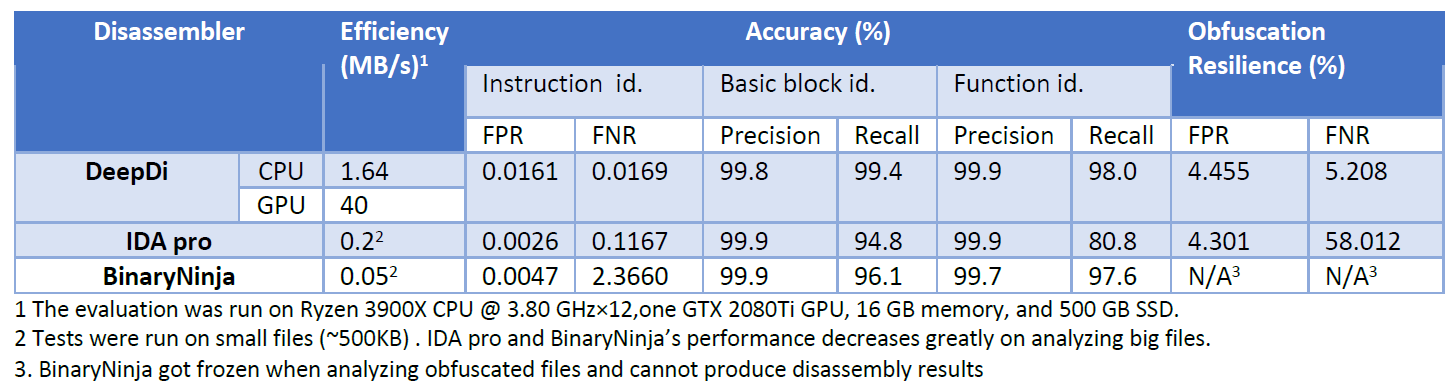 Disassembler Efficiency (MB/s)1 Accuracy (%) Obfuscation Resilience (%)
Instruction id. Basic block id. Function id.
FPR FNR Precision Recall Precision Recall FPR FNR
DeepDi CPU 1.64 0.0161 0.0169 99.8 99.4 99.9 98.0 4.455 5.208
GPU 40
IDA pro 0.22 0.0026 0.1167 99.9 94.8 99.9 80.8 4.301 58.012
BinaryNinja 0.052 0.0047 2.3660 99.9 96.1 99.7 97.6 N/A3 N/A3
1 The evaluation was run on Ryzen 3900X CPU @ 3.80 GHz×12,one GTX 2080Ti GPU, 16 GB memory, and 500 GB SSD.
2 Tests were run on small files (~500KB) . IDA pro and BinaryNinja’s performance decreases greatly on analyzing big files.
3. BinaryNinja got frozen when analyzing obfuscated files and cannot produce disassembly results